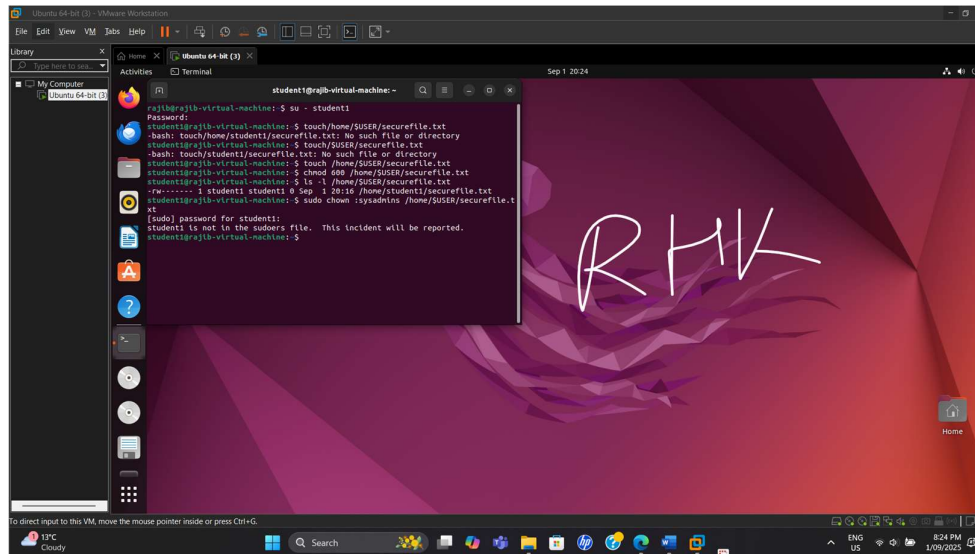 Ubuntu 64-bit (3) - VMware Workstation
File Edit View VM Tabs Help
Library
Type here to sea...
My Computer
Ubuntu 64-bit (3)
Home
Ubuntu 64-bit (3)
Activities
Terminal
Sep 1 20:24
student1@rajib-virtual-machine: ~
rajib@rajib-virtual-machine:~$ su - student1
Password:
student1@rajib-virtual-machine:~$ touch/home/$USER/securefile.txt
-bash: touch/home/student1/securefile.txt: No such file or directory
student1@rajib-virtual-machine:~$ touch/$USER/securefile.txt
-bash: touch/student1/securefile.txt: No such file or directory
student1@rajib-virtual-machine:~$ touch /home/$USER/securefile.txt
student1@rajib-virtual-machine:~$ chmod 600 /home/$USER/securefile.txt
student1@rajib-virtual-machine:~$ ls -l /home/$USER/securefile.txt
-rw------- 1 student1 student1 0 Sep  1 20:16 /home/student1/securefile.txt
student1@rajib-virtual-machine:~$ sudo chown :sysadmins /home/$USER/securefile.t
xt
[sudo] password for student1:
student1 is not in the sudoers file.  This incident will be reported.
student1@rajib-virtual-machine:~$
RHK
Home
To direct input to this VM, move the mouse pointer inside or press Ctrl+G.
13°C
Cloudy
Search
ENG
US
8:24 PM
1/09/2025